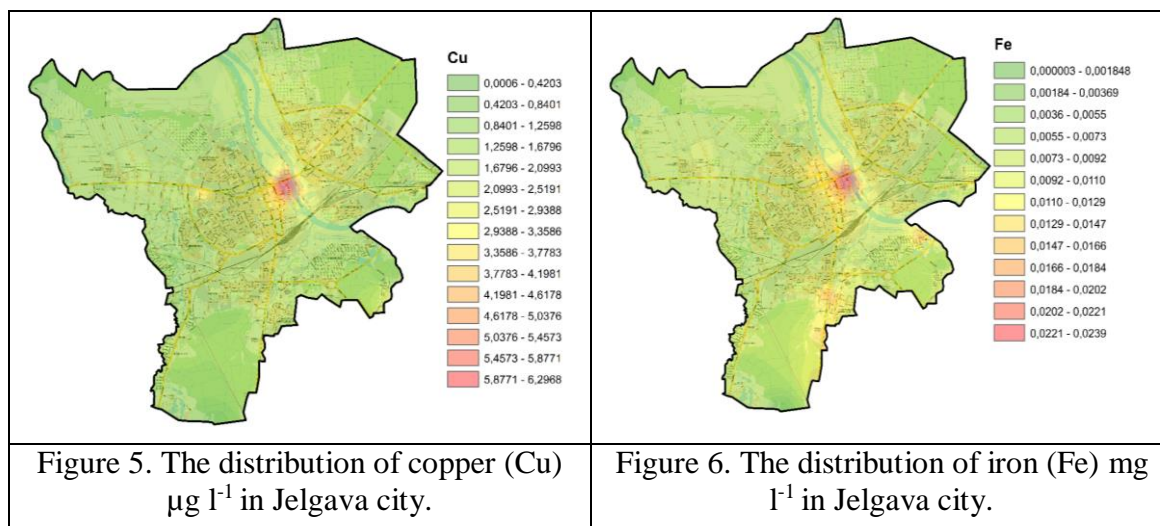 Cu
0,0006 - 0,4203
0,4203 - 0,8401
0,8401 - 1,2598
1,2598 - 1,6796
1,6796 - 2,0993
2,0993 - 2,5191
2,5191 - 2,9388
2,9388 - 3,3586
3,3586 - 3,7783
3,7783 - 4,1981
4,1981 - 4,6178
4,6178 - 5,0376
5,0376 - 5,4573
5,4573 - 5,8771
5,8771 - 6,2968
Fe
0,000003 - 0,001848
0,00184 - 0,00369
0,0036 - 0,0055
0,0055 - 0,0073
0,0073 - 0,0092
0,0092 - 0,0110
0,0110 - 0,0129
0,0129 - 0,0147
0,0147 - 0,0166
0,0166 - 0,0184
0,0184 - 0,0202
0,0202 - 0,0221
0,0221 - 0,0239
Figure 5. The distribution of copper (Cu)
µg l⁻¹ in Jelgava city.
Figure 6. The distribution of iron (Fe) mg
l⁻¹ in Jelgava city.